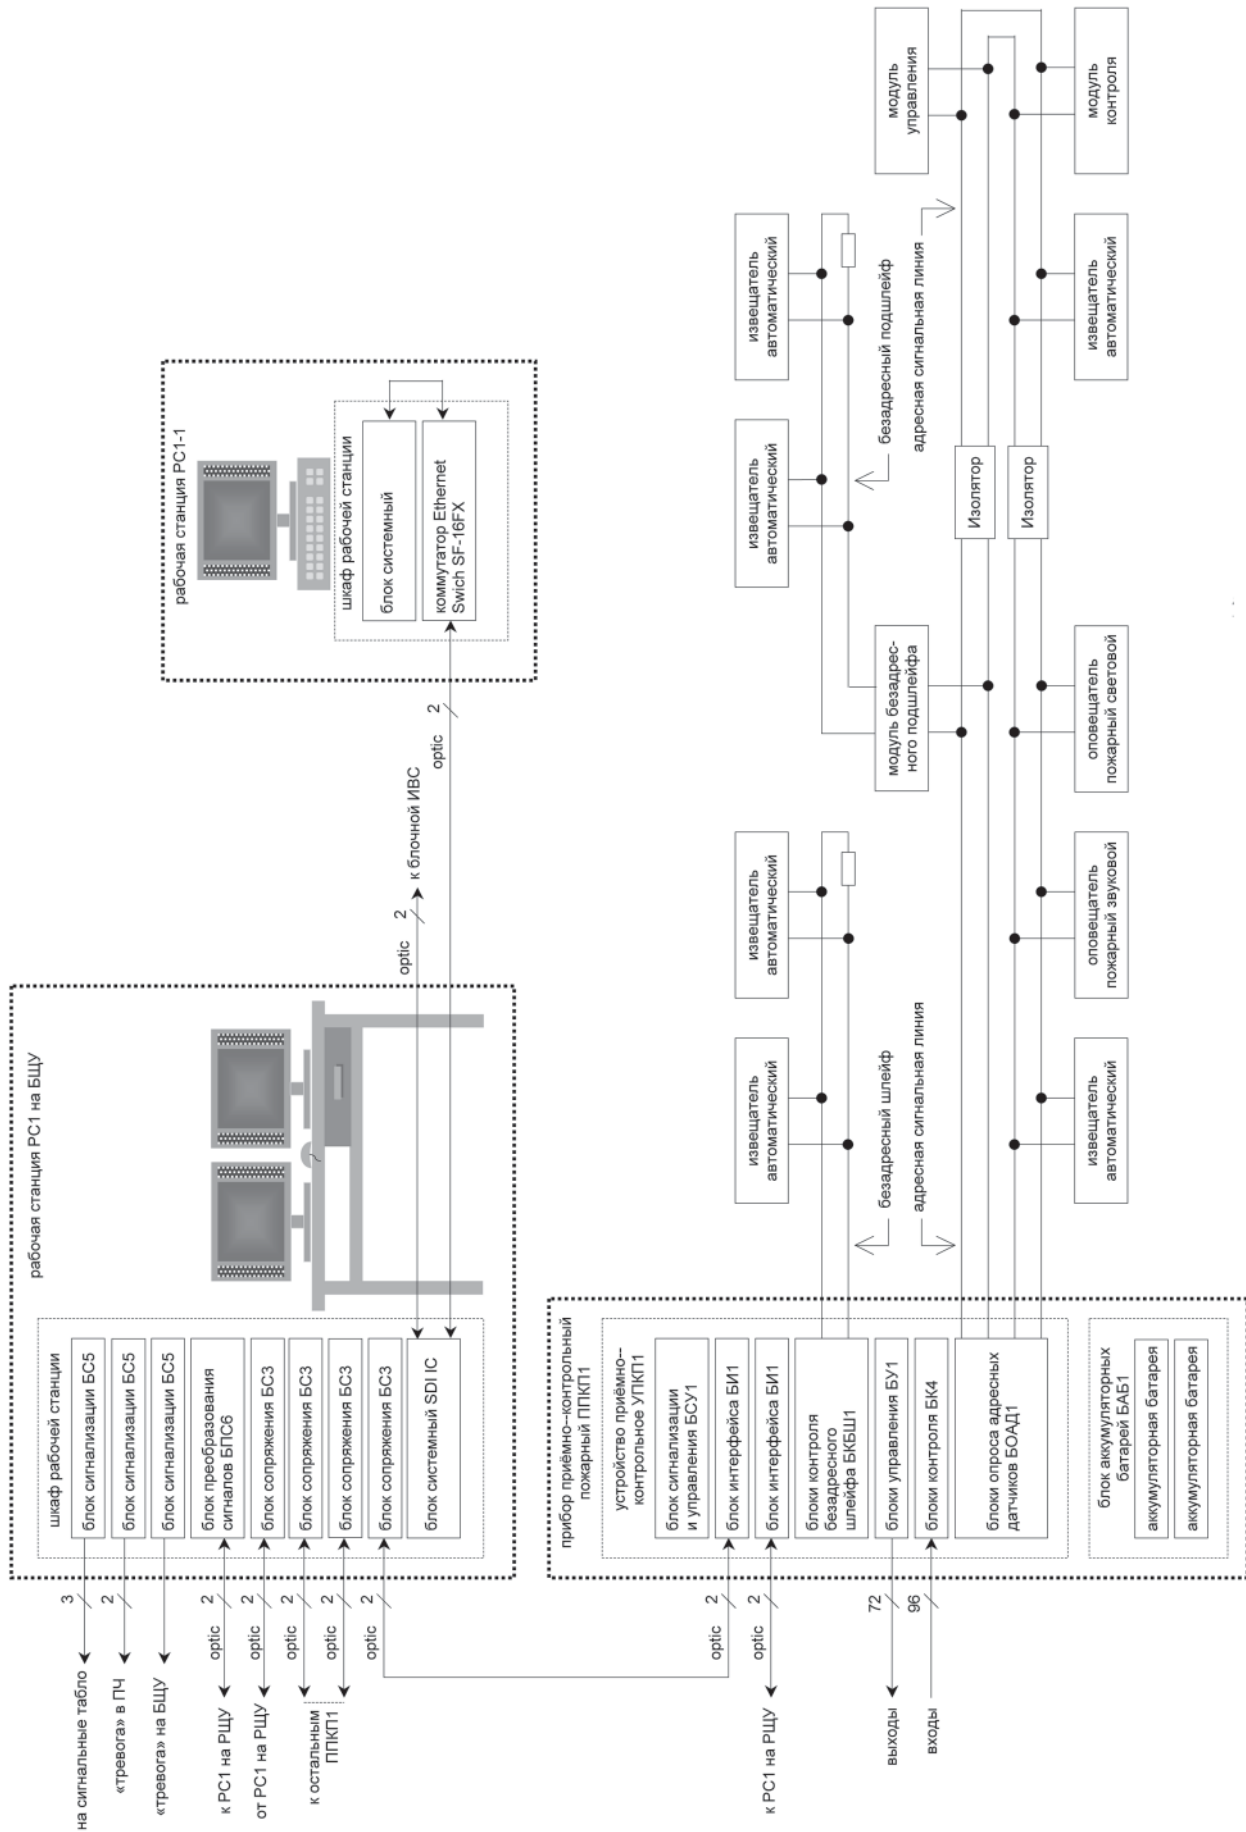 на сигнальные табло
«тревога» в ПЧ
«тревога» на БЩУ
к РС1 на РЩУ
от РС1 на РЩУ
к остальным
ППКП1
3
2
2
optic
2
optic
2
optic
2
optic
2
optic
рабочая станция РС1 на БЩУ
шкаф рабочей станции
блок сигнализации БС5
блок сигнализации БС5
блок сигнализации БС5
блок преобразования
сигналов БПС6
блок сопряжения БС3
блок сопряжения БС3
блок сопряжения БС3
блок сопряжения БС3
блок системный SDI IC
optic
2
к блочной ИВС
optic
2
рабочая станция РС1-1
шкаф рабочей станции
блок системный
коммутатор Ethernet
Swich SF-16FX
к РС1 на РЩУ
выходы
входы
optic
2
optic
2
72
96
прибор приёмно--контрольный
пожарный ППКП1
устройство приёмно--
контрольное УПКП1
блок сигнализации
и управления БСУ1
блок интерфейса БИ1
блок интерфейса БИ1
блоки контроля
безадресного
шлейфа БКБШ1
блоки управления БУ1
блоки контроля БК4
блоки опроса адресных
датчиков БОАД1
блок аккумуляторных
батарей БАБ1
аккумуляторная батарея
аккумуляторная батарея
извещатель
автоматический
извещатель
автоматический
извещатель
автоматический
извещатель
автоматический
безадресный шлейф
адресная сигнальная линия
модуль безадрес-
ного подшлейфа
безадресный подшлейф
адресная сигнальная линия
модуль
управления
Изолятор
Изолятор
извещатель
автоматический
оповещатель
пожарный звуковой
оповещатель
пожарный световой
извещатель
автоматический
модуль
контроля